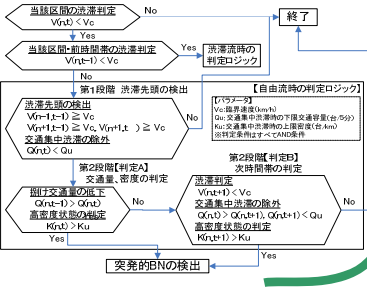 当該区間の渋滞判定
V(n,t) < Vc
No
終了
Yes
当該区間・前時間帯の渋滞判定
V(n,t-1) < Vc
Yes
渋滞流時の
判定ロジック
No
第1段階 渋滞先頭の検出
【自由流時の判定ロジック】
渋滞先頭の検出
V(n-1,t-1) ≧ Vc
V(n+1,t-1) ≧ Vc, V(n+1,t ) ≧ Vc
交通集中渋滞の除外
Q(n,t) < Qu
No
【パラメータ】
Vc:臨界速度(km/h)
Qu:交通集中渋滞時の下限交通容量(台/5分)
Ku:交通集中渋滞時の上限密度(台/km)
※判定条件はすべてAND条件
Yes
第2段階【判定A】
交通量、密度の判定
第2段階【判定B】
次時間帯の判定
捌け交通量の低下
Q(n,t-1) > Q(n,t)
高密度状態の判定
K(n,t) > Ku
No
渋滞判定
V(n,t+1) < Vc
交通集中渋滞の除外
Q(n,t) > Q(n,t+1), Q(n,t+1) < Qu
高密度状態の判定
K(n,t+1) > Ku
No
Yes
Yes
突発的BNの検出